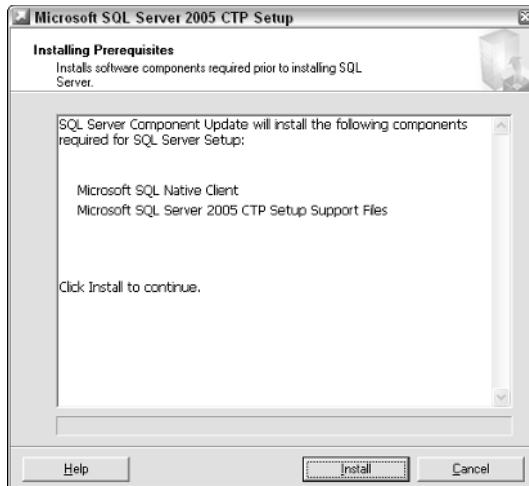 Microsoft SQL Server 2005 CTP Setup
Installing Prerequisites
Installs software components required prior to installing SQL
Server.
SQL Server Component Update will install the following components
required for SQL Server Setup:
Microsoft SQL Native Client
Microsoft SQL Server 2005 CTP Setup Support Files
Click Install to continue.
Help
Install
Cancel